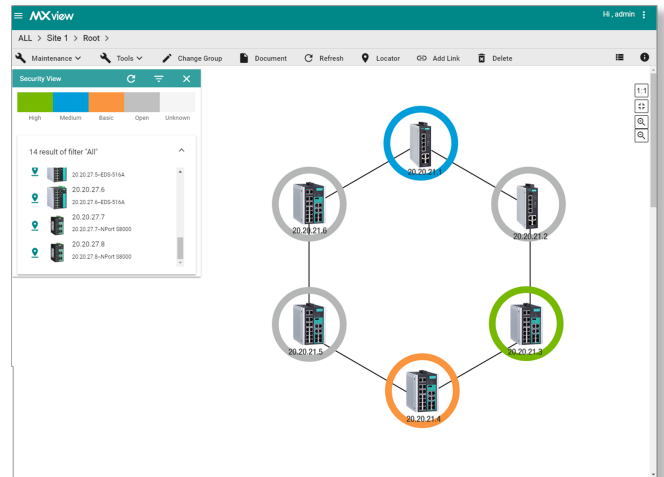 MXview
Hi , admin
ALL > Site 1 > Root >
Maintenance Tools Change Group Document Refresh Locator Add Link Delete
Security View
High Medium Basic Open Unknown
14 result of filter "All"
20.20.27.5–EDS-516A
20.20.27.6
20.20.27.6–EDS-516A
20.20.27.7
20.20.27.7–NPort S8000
20.20.27.8
20.20.27.8–NPort S8000
1:1
20.20.21.1
20.20.21.6
20.20.21.2
20.20.21.5
20.20.21.3
20.20.21.4